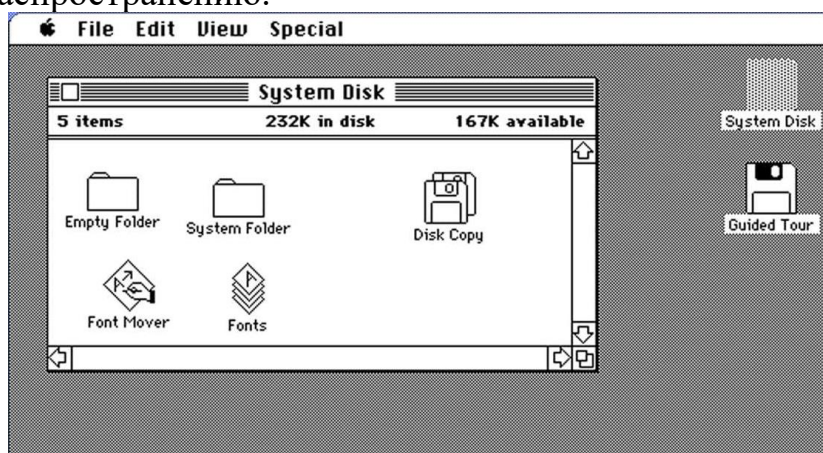 аспространению.
File Edit View Special
System Disk
5 items 232K in disk 167K available
Empty Folder
System Folder
Disk Copy
Font Mover
Fonts
System Disk
Guided Tour